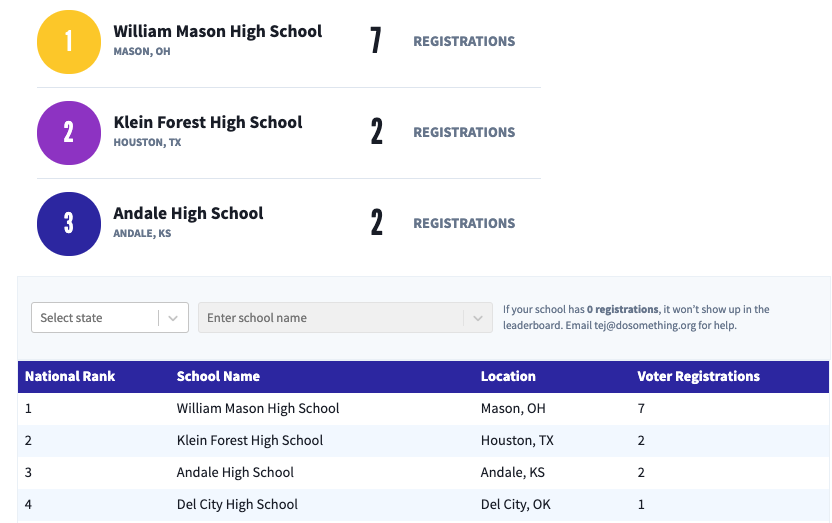 1
William Mason High School
MASON, OH
7
REGISTRATIONS
2
Klein Forest High School
HOUSTON, TX
2
REGISTRATIONS
3
Andale High School
ANDALE, KS
2
REGISTRATIONS
Select state
Enter school name
If your school has 0 registrations, it won't show up in the
leaderboard. Email tej@dosomething.org for help.
National Rank School Name Location Voter Registrations
1 William Mason High School Mason, OH 7
2 Klein Forest High School Houston, TX 2
3 Andale High School Andale, KS 2
4 Del City High School Del City, OK 1